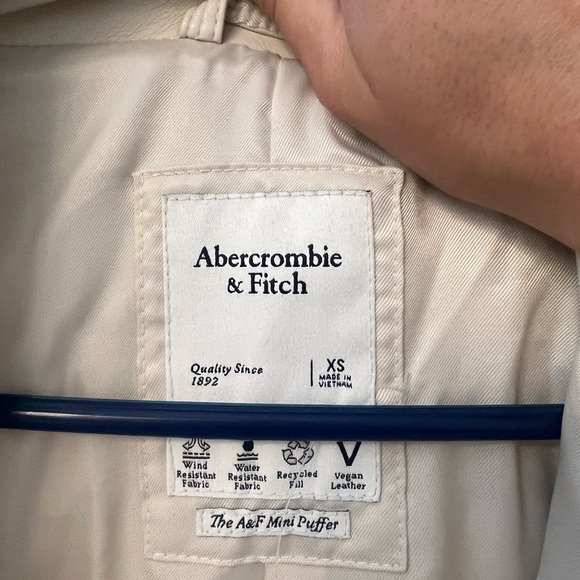 Abercrombie
& Fitch
Quality Since
1892
XS
MADE IN
VIETNAM
Wind
Resistant
Fabric
Water
Resistant
Fabric
Recycled
Fill
Vegan
Leather
The A&F Mini Puffer